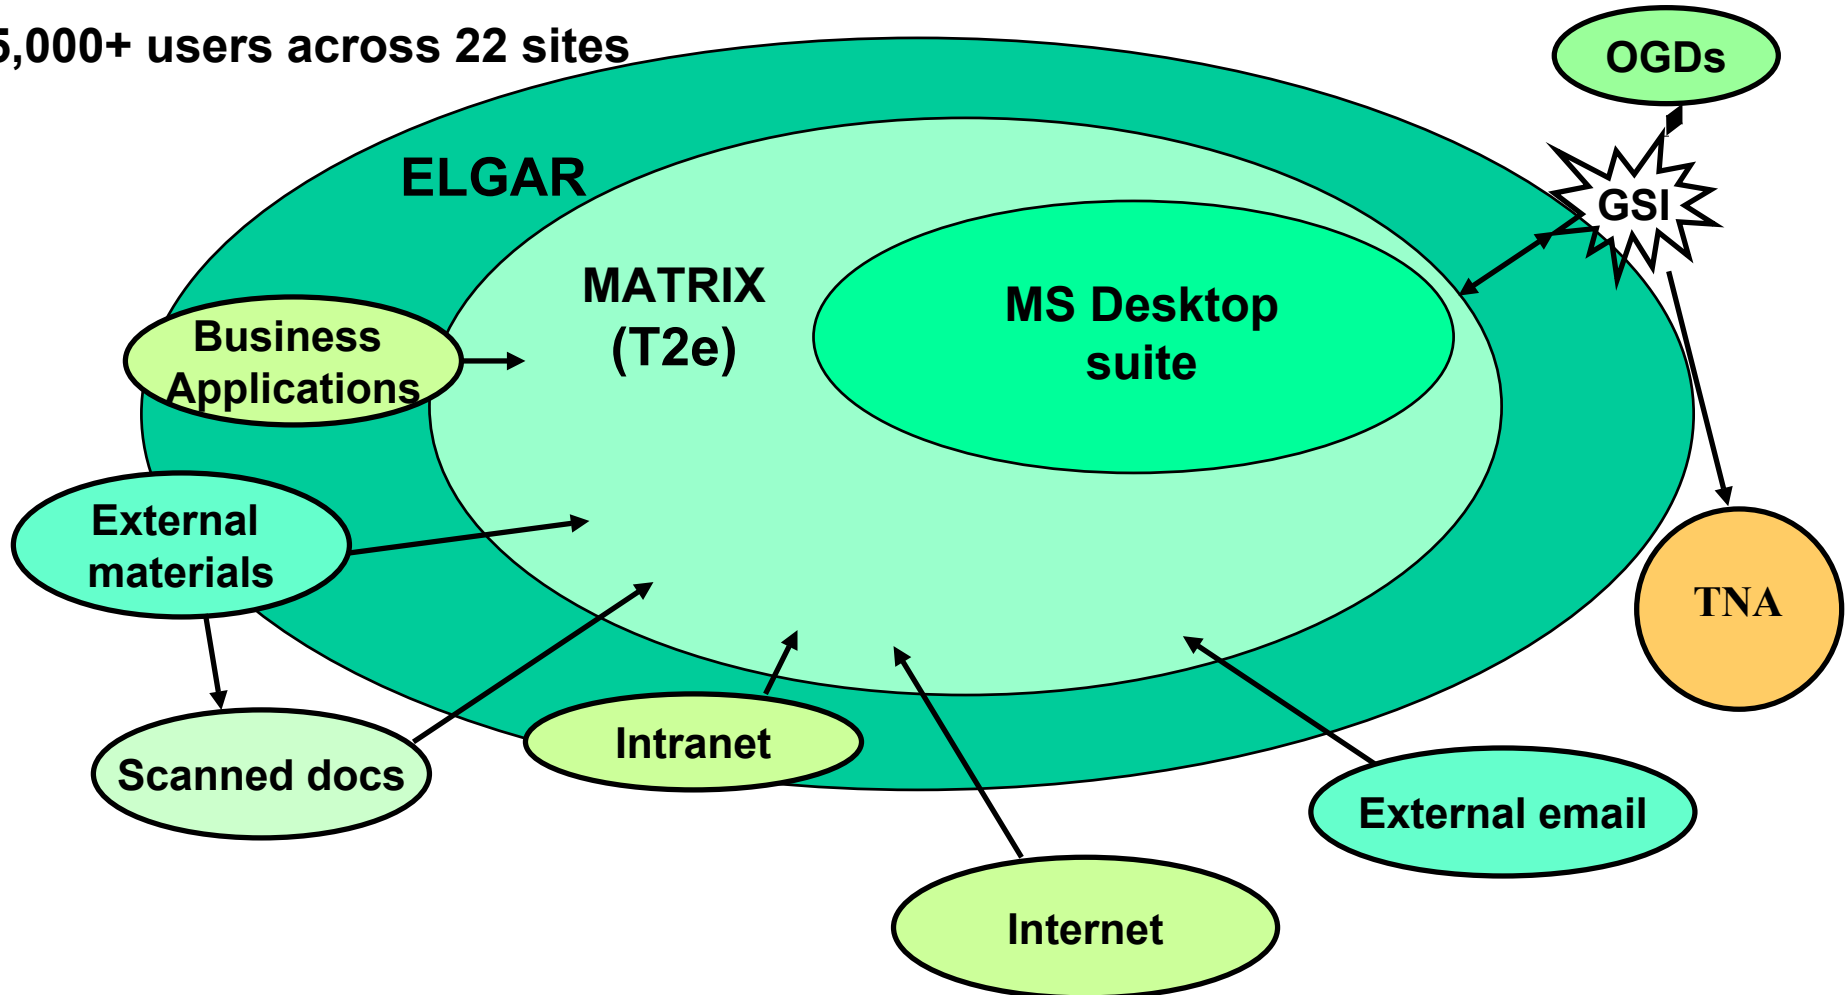 5,000+ users across 22 sites
OGDs
GSI
ELGAR
MATRIX
(T2e)
MS Desktop
suite
Business
Applications
External
materials
TNA
Scanned docs
Intranet
External email
Internet